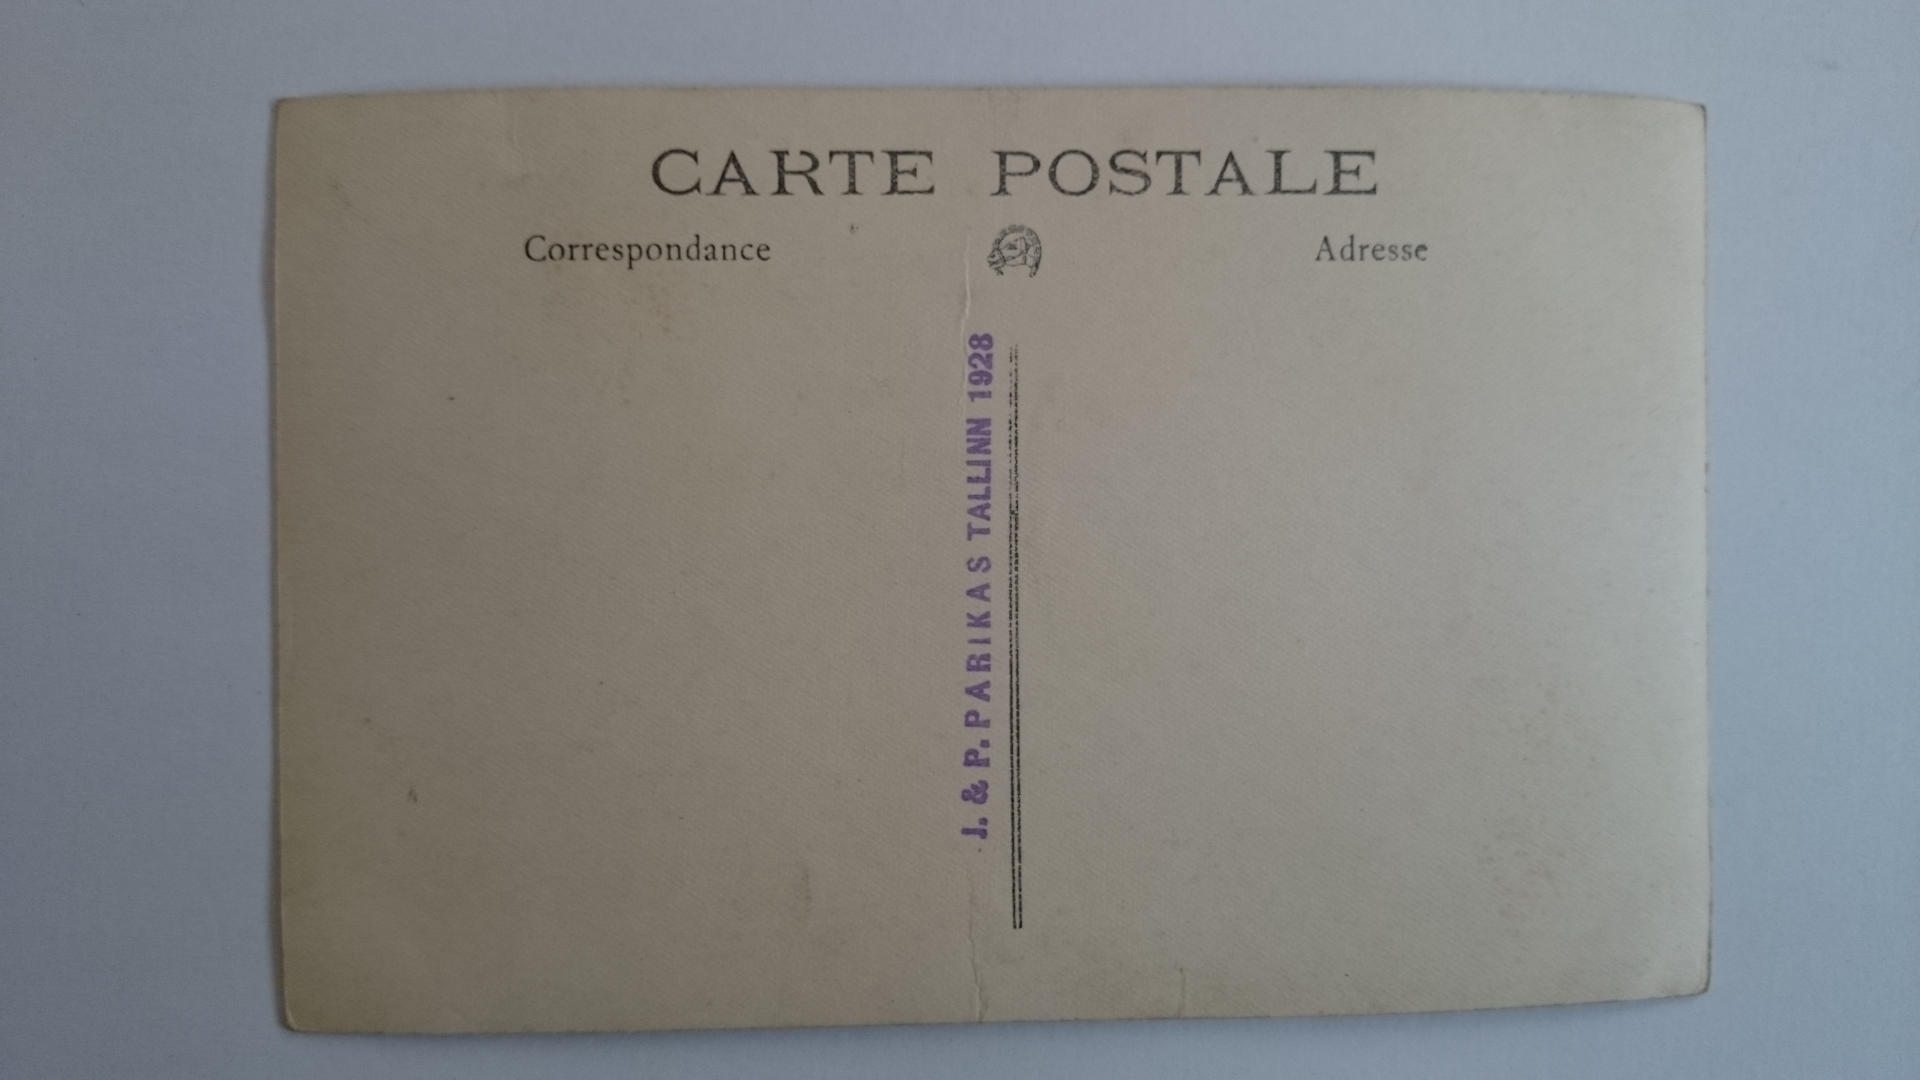 CARTE POSTALE
Correspondance
Adresse
J. & P. PARIKAS TALLINN 1928